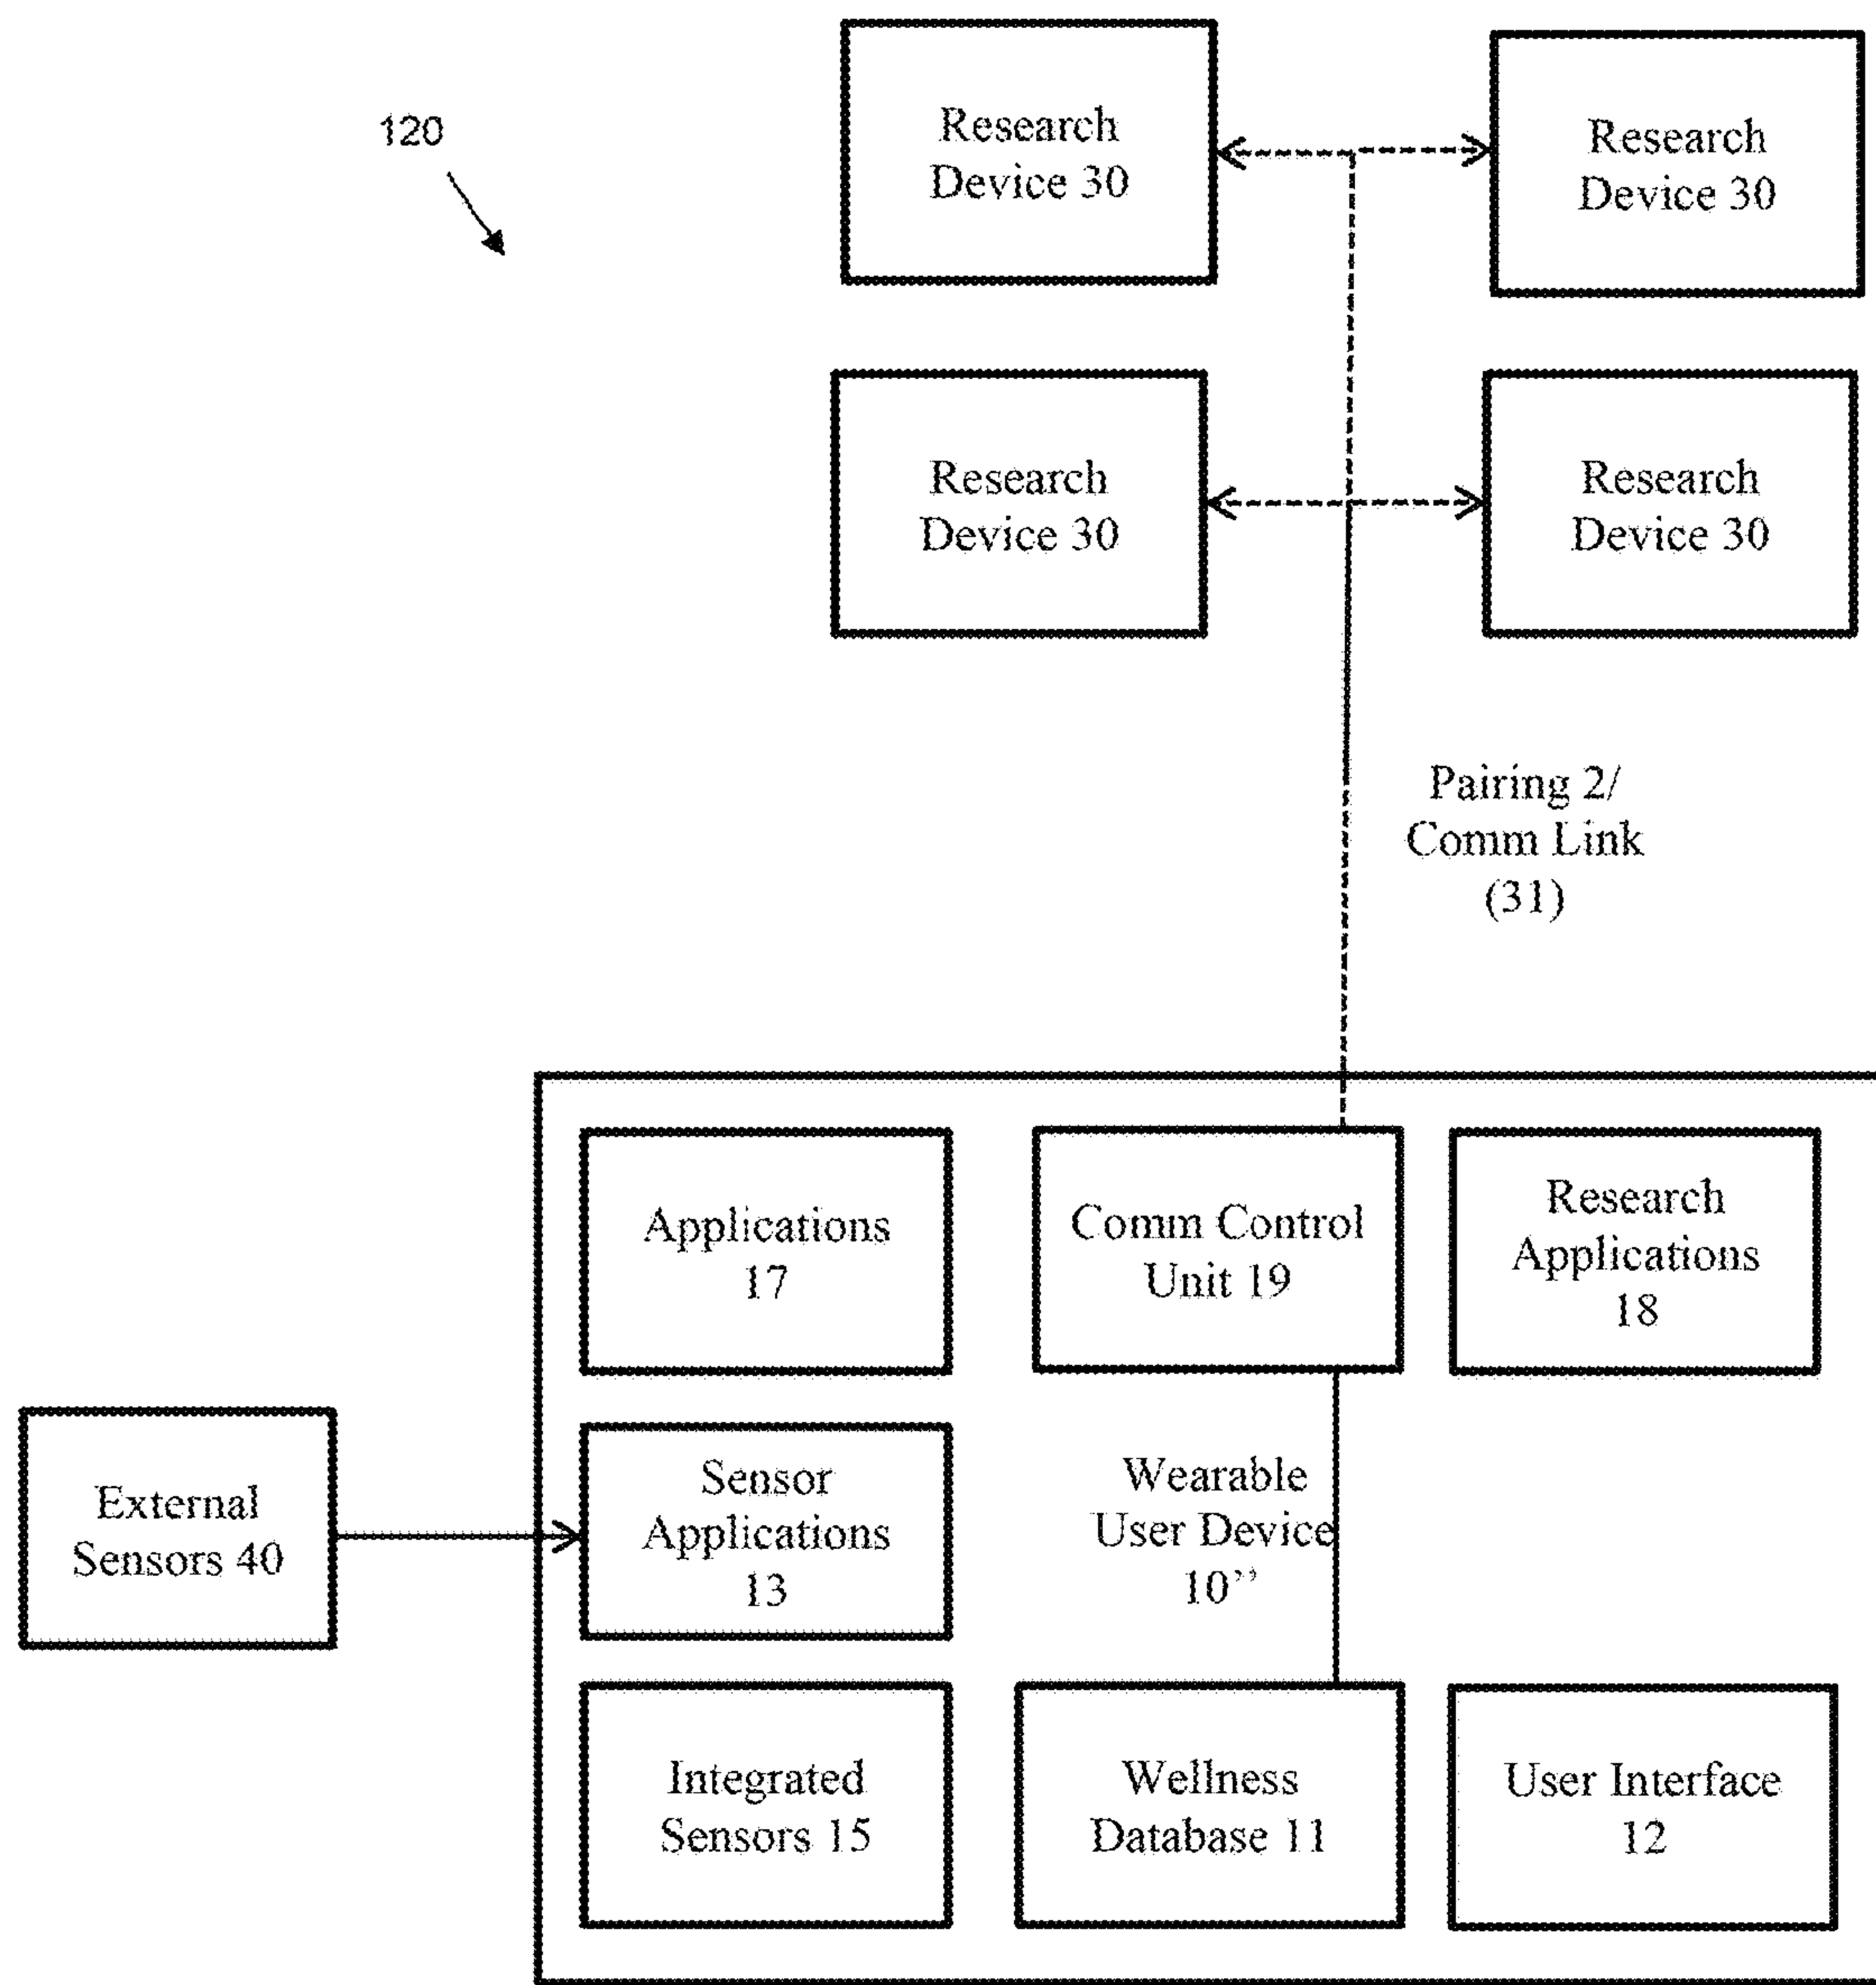 120
Research
Device 30
Research
Device 30
Research
Device 30
Research
Device 30
Pairing 2/
Comm Link
(31)
Applications
17
Comm Control
Unit 19
Research
Applications
18
External
Sensors 40
Sensor
Applications
13
Wearable
User Device
10”
Integrated
Sensors 15
Wellness
Database 11
User Interface
12